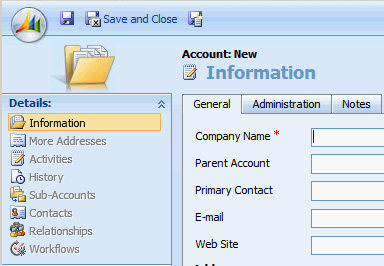 Save and Close
Account: New
Information
Details:
Information
More Addresses
Activities
History
Sub-Accounts
Contacts
Relationships
Workflows
General
Administration
Notes
Company Name *
Parent Account
Primary Contact
E-mail
Web Site